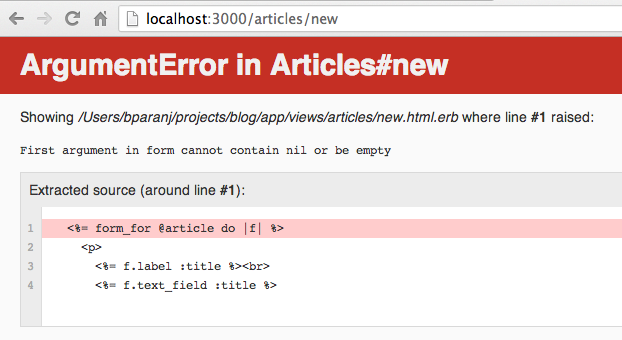 localhost:3000/articles/new
ArgumentError in Articles#new
Showing /Users/bparanj/projects/blog/app/views/articles/new.html.erb where line #1 raised:
First argument in form cannot contain nil or be empty
Extracted source (around line #1):
1 <%= form_for @article do |f| %>
2 <p>
3 <%= f.label :title %><br>
4 <%= f.text_field :title %>